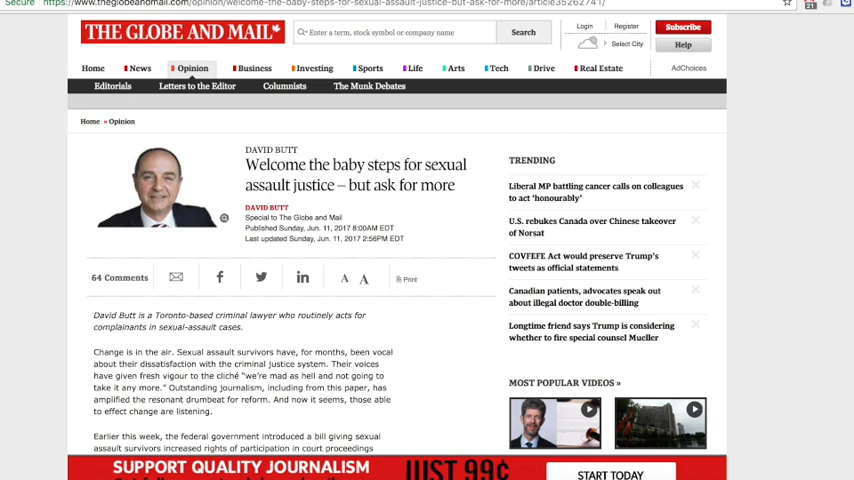 Secure https://www.theglobeandmail.com/opinion/welcome-the-baby-steps-for-sexual-assault-justice-but-ask-for-more/article35262741/
21
THE GLOBE AND MAIL
Enter a term, stock symbol or company name
Search
Login
Register
Select City
Subscribe
Help
Home News Opinion Business Investing Sports Life Arts Tech Drive Real Estate
AdChoices
Editorials Letters to the Editor Columnists The Munk Debates
Home » Opinion
DAVID BUTT
Welcome the baby steps for sexual
assault justice – but ask for more
DAVID BUTT
Special to The Globe and Mail
Published Sunday, Jun. 11, 2017 8:00AM EDT
Last updated Sunday, Jun. 11, 2017 2:56PM EDT
64 Comments
f
in
A A
Print
David Butt is a Toronto-based criminal lawyer who routinely acts for
complainants in sexual-assault cases.
Change is in the air. Sexual assault survivors have, for months, been vocal
about their dissatisfaction with the criminal justice system. Their voices
have given fresh vigour to the cliché “we’re mad as hell and not going to
take it any more.” Outstanding journalism, including from this paper, has
amplified the resonant drumbeat for reform. And now it seems, those able
to effect change are listening.
Earlier this week, the federal government introduced a bill giving sexual
assault survivors increased rights of participation in court proceedings
TRENDING
Liberal MP battling cancer calls on colleagues
to act ‘honourably’
U.S. rebukes Canada over Chinese takeover
of Norsat
COVFEFE Act would preserve Trump’s
tweets as official statements
Canadian patients, advocates speak out
about illegal doctor double-billing
Longtime friend says Trump is considering
whether to fire special counsel Mueller
MOST POPULAR VIDEOS »
SUPPORT QUALITY JOURNALISM
JUST 99¢
START TODAY